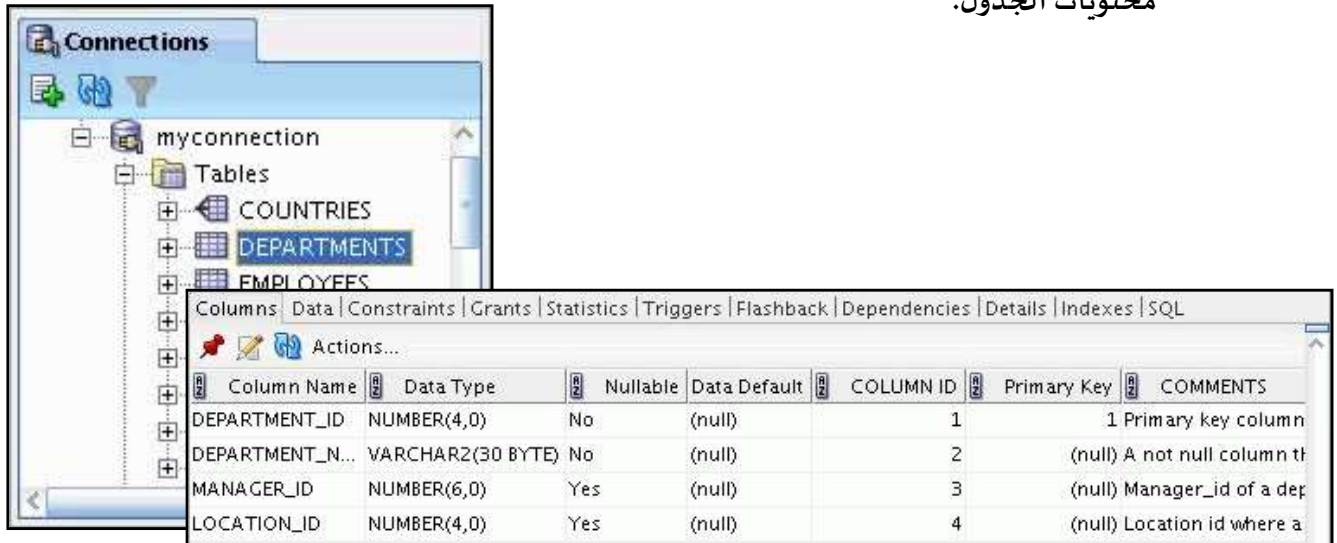 محتويات الجدول.
Connections
myconnection
Tables
COUNTRIES
DEPARTMENTS
EMPLOYEES
Columns | Data | Constraints | Grants | Statistics | Triggers | Flashback | Dependencies | Details | Indexes | SQL
Actions...
Column Name Data Type Nullable Data Default COLUMN ID Primary Key COMMENTS
DEPARTMENT_ID NUMBER(4,0) No (null) 1 1 Primary key column
DEPARTMENT_N... VARCHAR2(30 BYTE) No (null) 2 (null) A not null column th
MANAGER_ID NUMBER(6,0) Yes (null) 3 (null) Manager_id of a dep
LOCATION_ID NUMBER(4,0) Yes (null) 4 (null) Location id where a